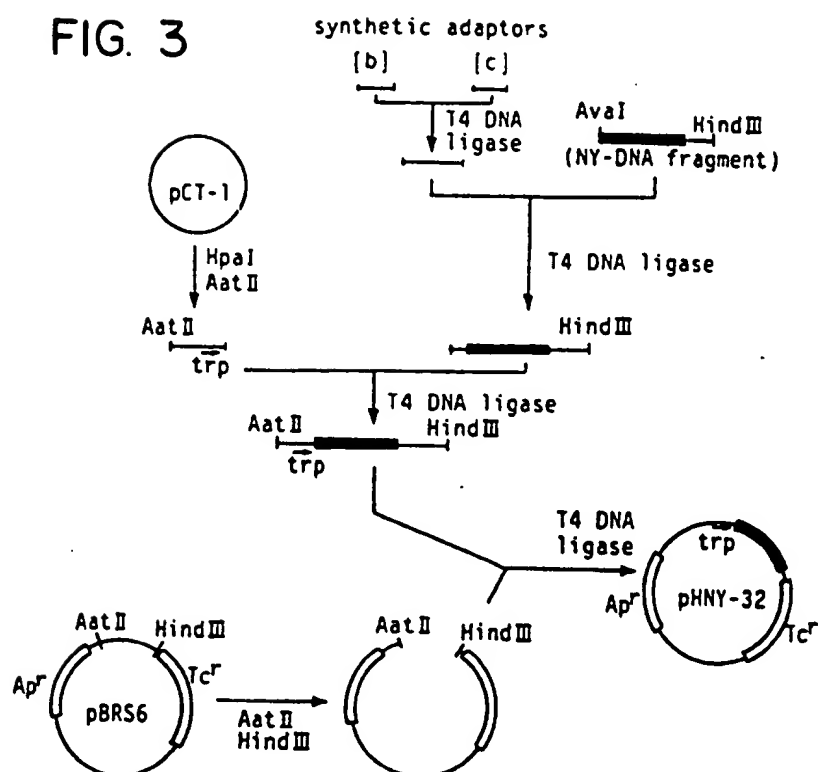 FIG. 3
synthetic adaptors
[b]
[c]
T4 DNA
ligase
AvaI
HindIII
(NY-DNA fragment)
pCT-1
HpaI
AatII
T4 DNA ligase
AatII
trp
HindIII
T4 DNA ligase
AatII
HindIII
trp
T4 DNA
ligase
trp
Apr
pHNY-32
Tcr
AatII
HindIII
Apr
Tcr
pBRS6
AatII
HindIII
AatII
HindIII